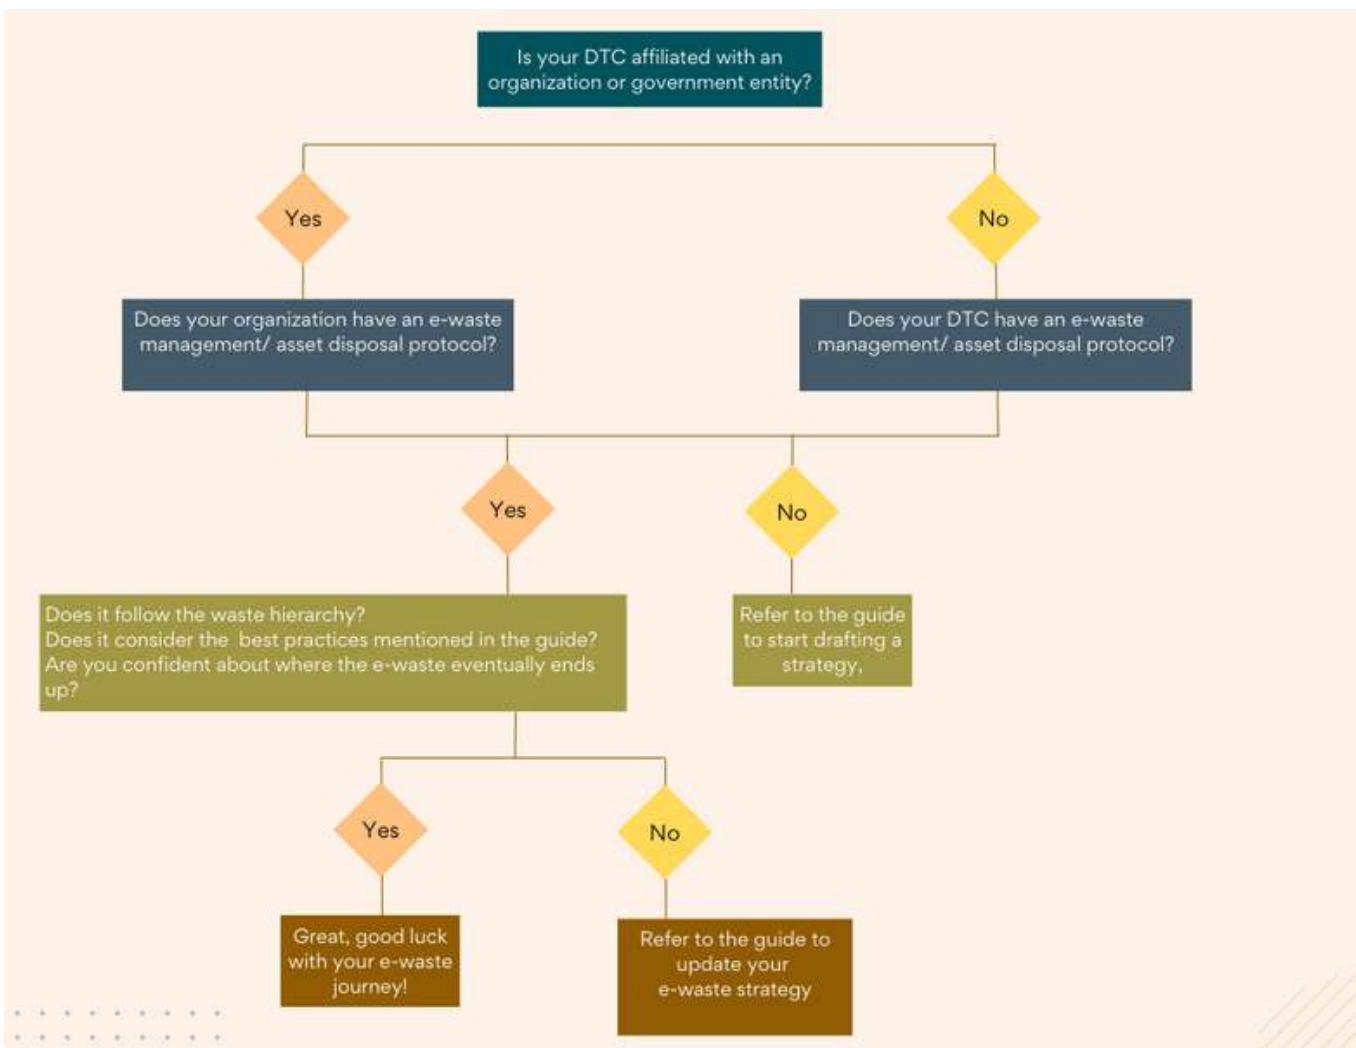 Is your DTC affiliated with an
organization or government entity?
Yes
No
Does your organization have an e-waste
management/ asset disposal protocol?
Does your DTC have an e-waste
management/ asset disposal protocol?
Yes
No
Does it follow the waste hierarchy?
Does it consider the  best practices mentioned in the guide?
Are you confident about where the e-waste eventually ends
up?
Refer to the guide
to start drafting a
strategy,
Yes
No
Great, good luck
with your e-waste
journey!
Refer to the guide to
update your
e-waste strategy